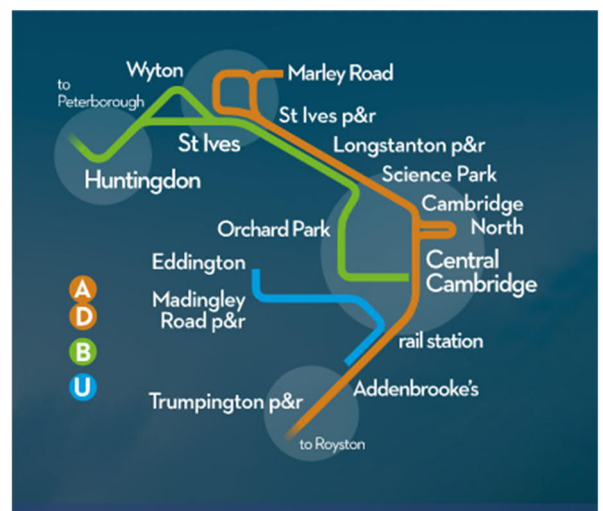 Wyton
Marley Road
to
Peterborough
St Ives p&r
St Ives
Longstanton p&r
Science Park
Huntingdon
Cambridge
North
Orchard Park
Eddington
Central
Cambridge
A
Madingley
Road p&r
D
rail station
B
U
Addenbrooke's
Trumpington p&r
to Royston